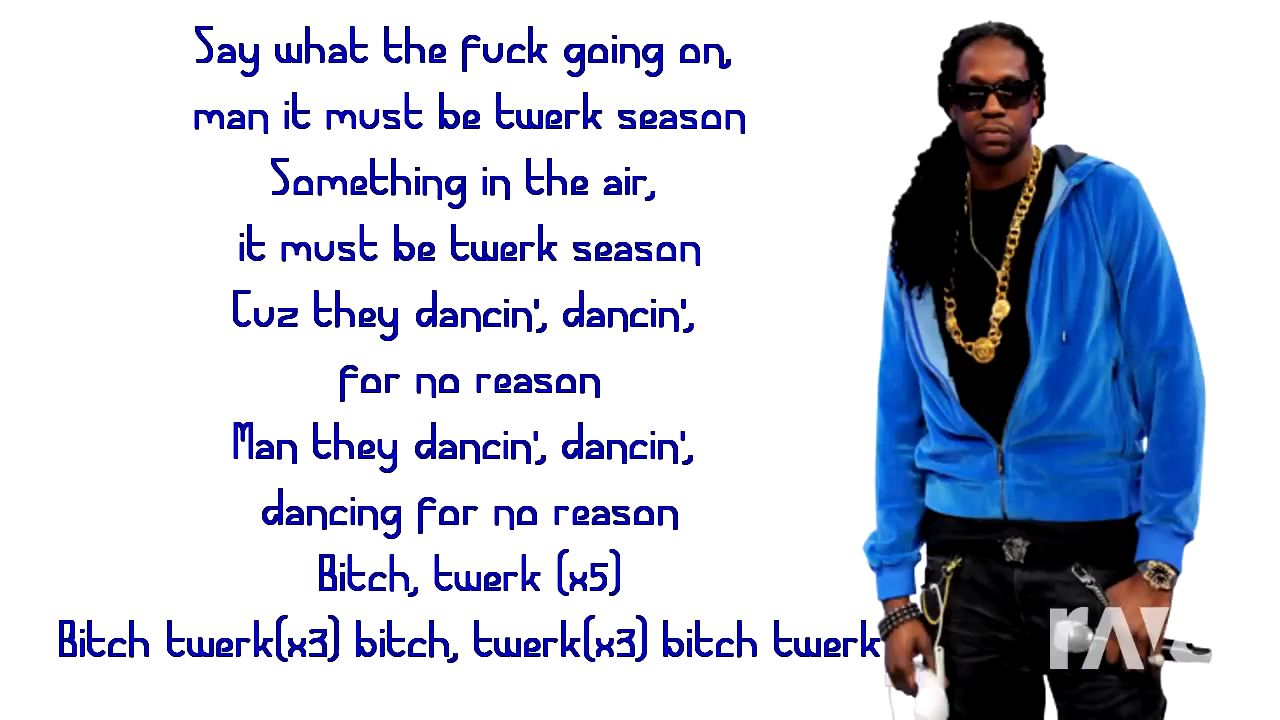 Say what the fuck going on,
man it must be twerk season
Something in the air,
it must be twerk season
Cuz they dancin', dancin',
for no reason
Man they dancin', dancin',
dancing for no reason
Bitch, twerk (x5)
Bitch twerk(x3) bitch, twerk(x3) bitch twerk